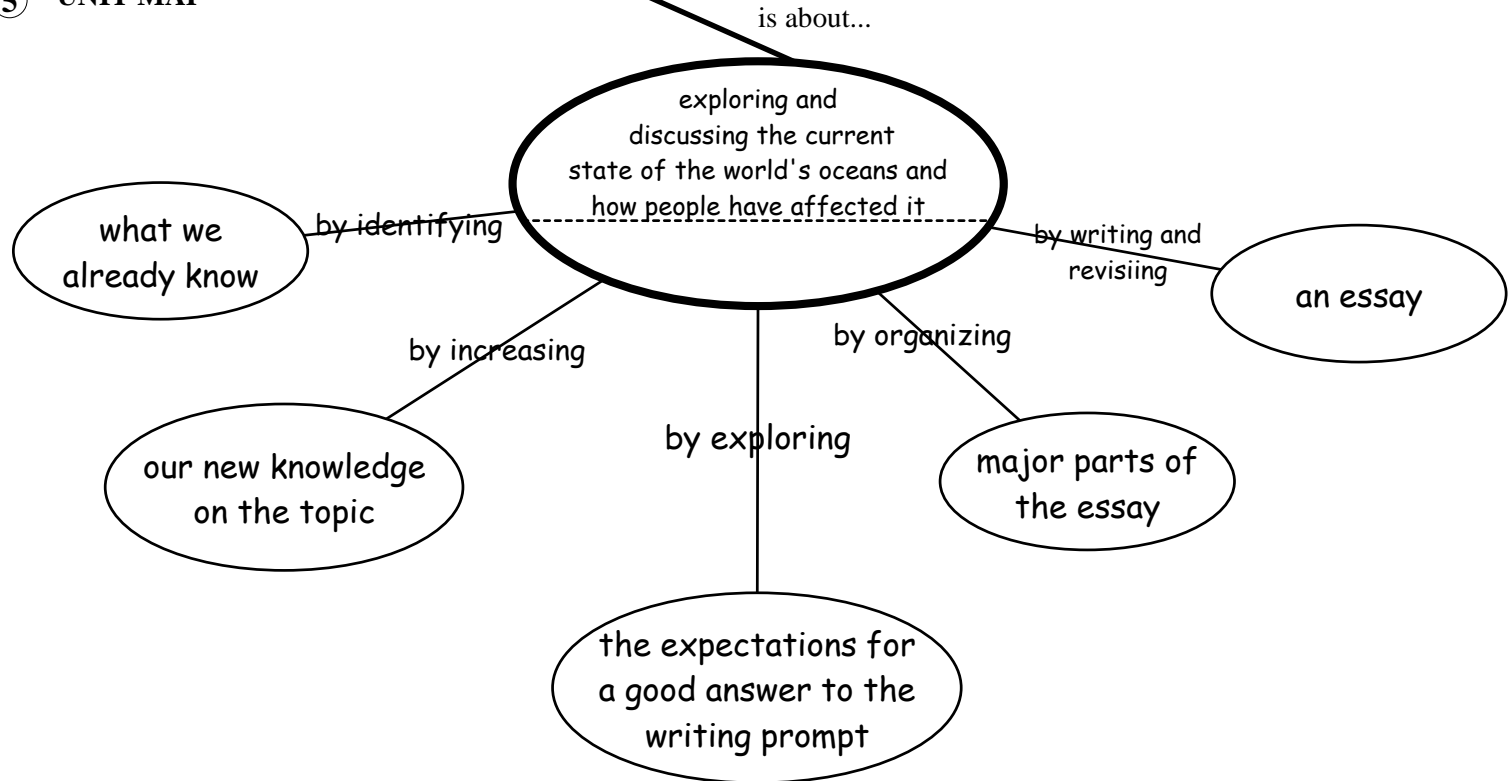 5 UNIT MAP
is about...
exploring and
discussing the current
state of the world's oceans and
how people have affected it
what we
already know
by identifying
by increasing
our new knowledge
on the topic
by exploring
the expectations for
a good answer to the
writing prompt
by organizing
major parts of
the essay
by writing and
revisiing
an essay